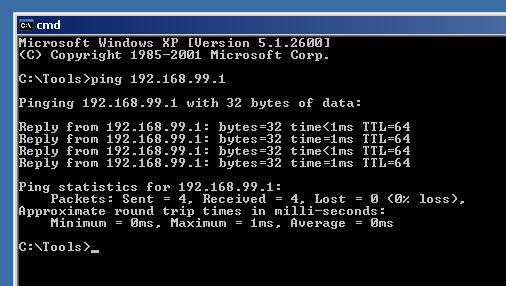 cmd
Microsoft Windows XP [Version 5.1.2600]
(C) Copyright 1985-2001 Microsoft Corp.
C:\Tools>ping 192.168.99.1
Pinging 192.168.99.1 with 32 bytes of data:
Reply from 192.168.99.1: bytes=32 time<1ms TTL=64
Reply from 192.168.99.1: bytes=32 time=1ms TTL=64
Reply from 192.168.99.1: bytes=32 time<1ms TTL=64
Reply from 192.168.99.1: bytes=32 time=1ms TTL=64
Ping statistics for 192.168.99.1:
Packets: Sent = 4, Received = 4, Lost = 0 (0% loss),
Approximate round trip times in milli-seconds:
Minimum = 0ms, Maximum = 1ms, Average = 0ms
C:\Tools>_